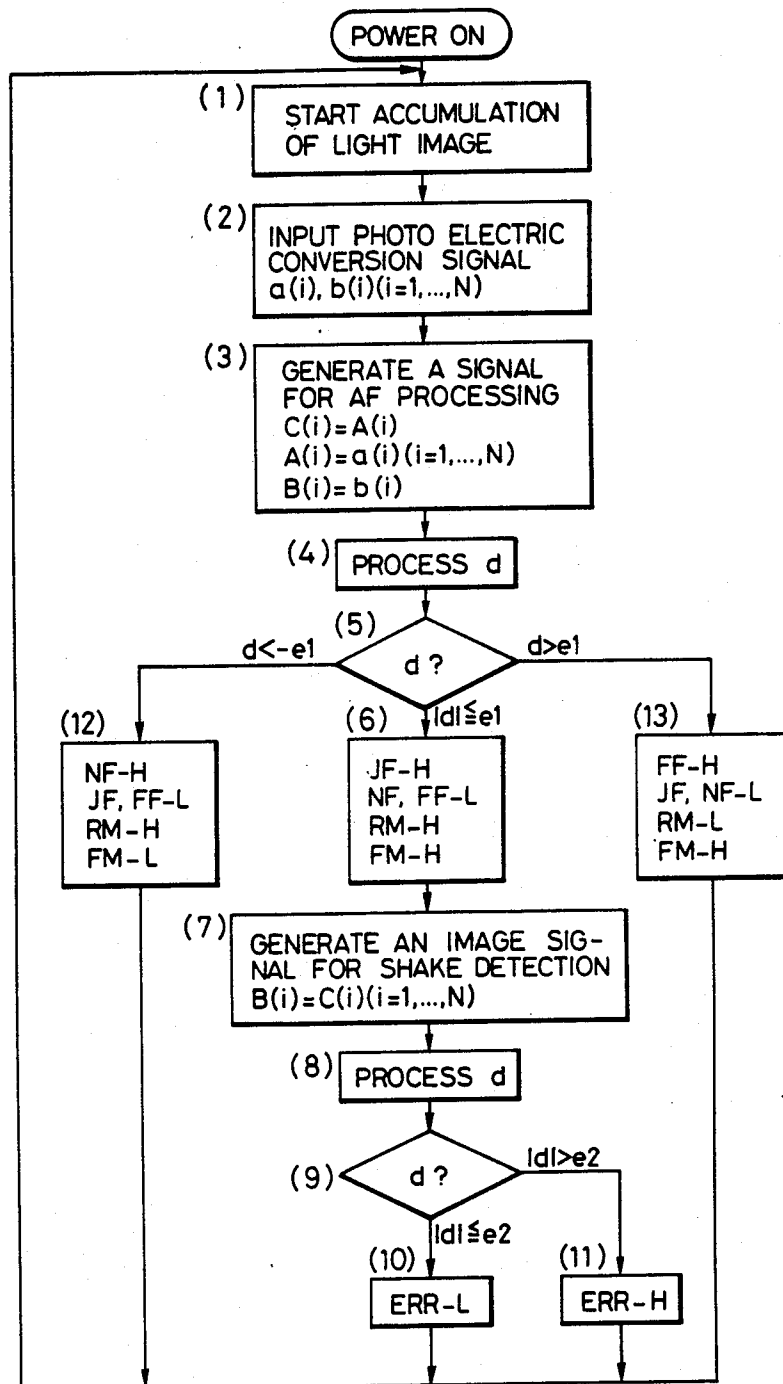 POWER ON
(1)
START ACCUMULATION
OF LIGHT IMAGE
(2)
INPUT PHOTO ELECTRIC
CONVERSION SIGNAL
a(i), b(i)(i=1,...,N)
(3)
GENERATE A SIGNAL
FOR AF PROCESSING
C(i)=A(i)
A(i)=a(i)(i=1,...,N)
B(i)=b(i)
(4)
PROCESS d
(5)
d?
d<-e1
d>e1
|d|≦e1
(12)
NF-H
JF, FF-L
RM-H
FM-L
(6)
JF-H
NF, FF-L
RM-H
FM-H
(13)
FF-H
JF, NF-L
RM-L
FM-H
(7)
GENERATE AN IMAGE SIG-
NAL FOR SHAKE DETECTION
B(i)=C(i)(i=1,...,N)
(8)
PROCESS d
(9)
d?
|d|>e2
|d|≦e2
(10)
ERR-L
(11)
ERR-H